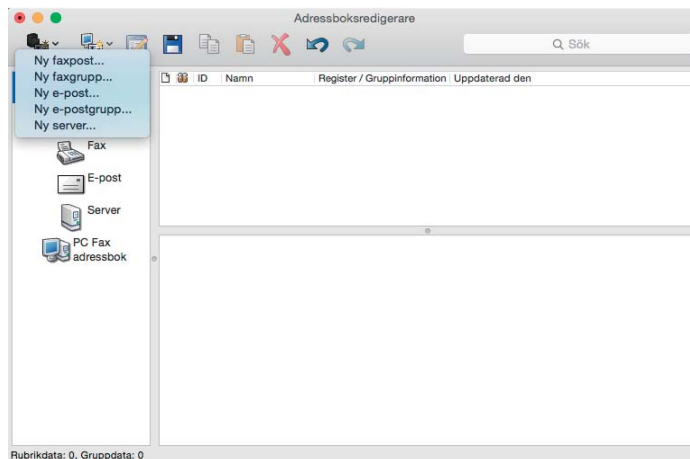 Adressboksredigerare
Sök
Ny faxpost...
Ny faxgrupp...
Ny e-post...
Ny e-postgrupp...
Ny server...
ID Namn Register / Gruppinformation Uppdaterad den
Fax
E-post
Server
PC Fax
adressbok
Rubrikdata: 0, Gruppdata: 0